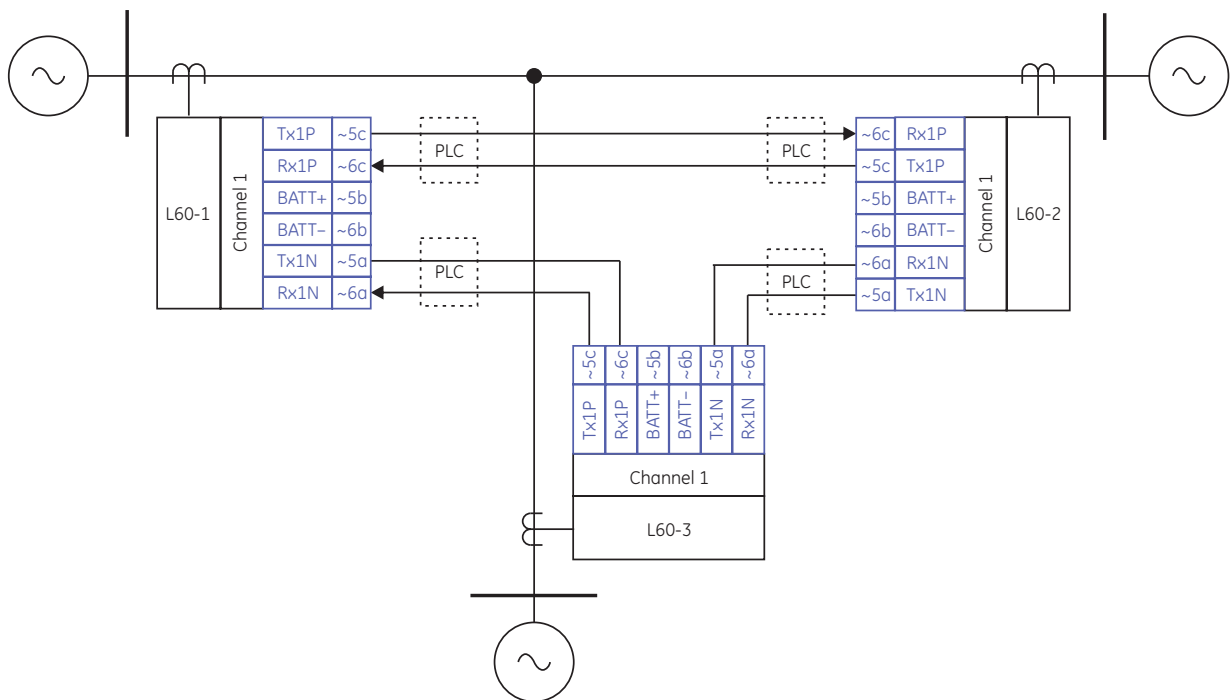 L60-1
Channel 1
Tx1P ~5c
Rx1P ~6c
BATT+ ~5b
BATT– ~6b
Tx1N ~5a
Rx1N ~6a
PLC
PLC
PLC
PLC
~6c Rx1P
~5c Tx1P
~5b BATT+
~6b BATT–
~6a Rx1N
~5a Tx1N
Channel 1
L60-2
~5c
~6c
~5b
~6b
~5a
~6a
Tx1P
Rx1P
BATT+
BATT–
Tx1N
Rx1N
Channel 1
L60-3